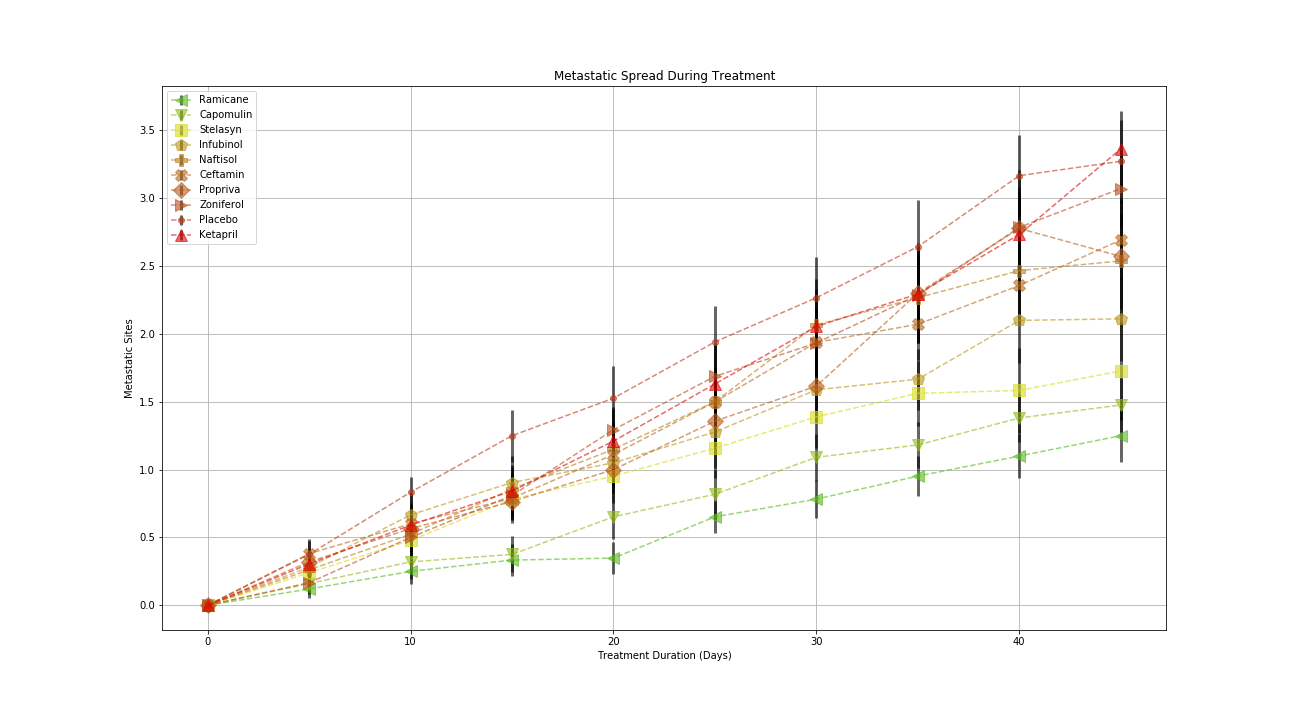 Metastatic Spread During Treatment
Ramicane
Capomulin
Stelasyn
Infubinol
Naftisol
Ceftamin
Propriva
Zoniferol
Placebo
Ketapril
Metastatic Sites
3.5
3.0
2.5
2.0
1.5
1.0
0.5
0.0
0 10 20 30 40
Treatment Duration (Days)